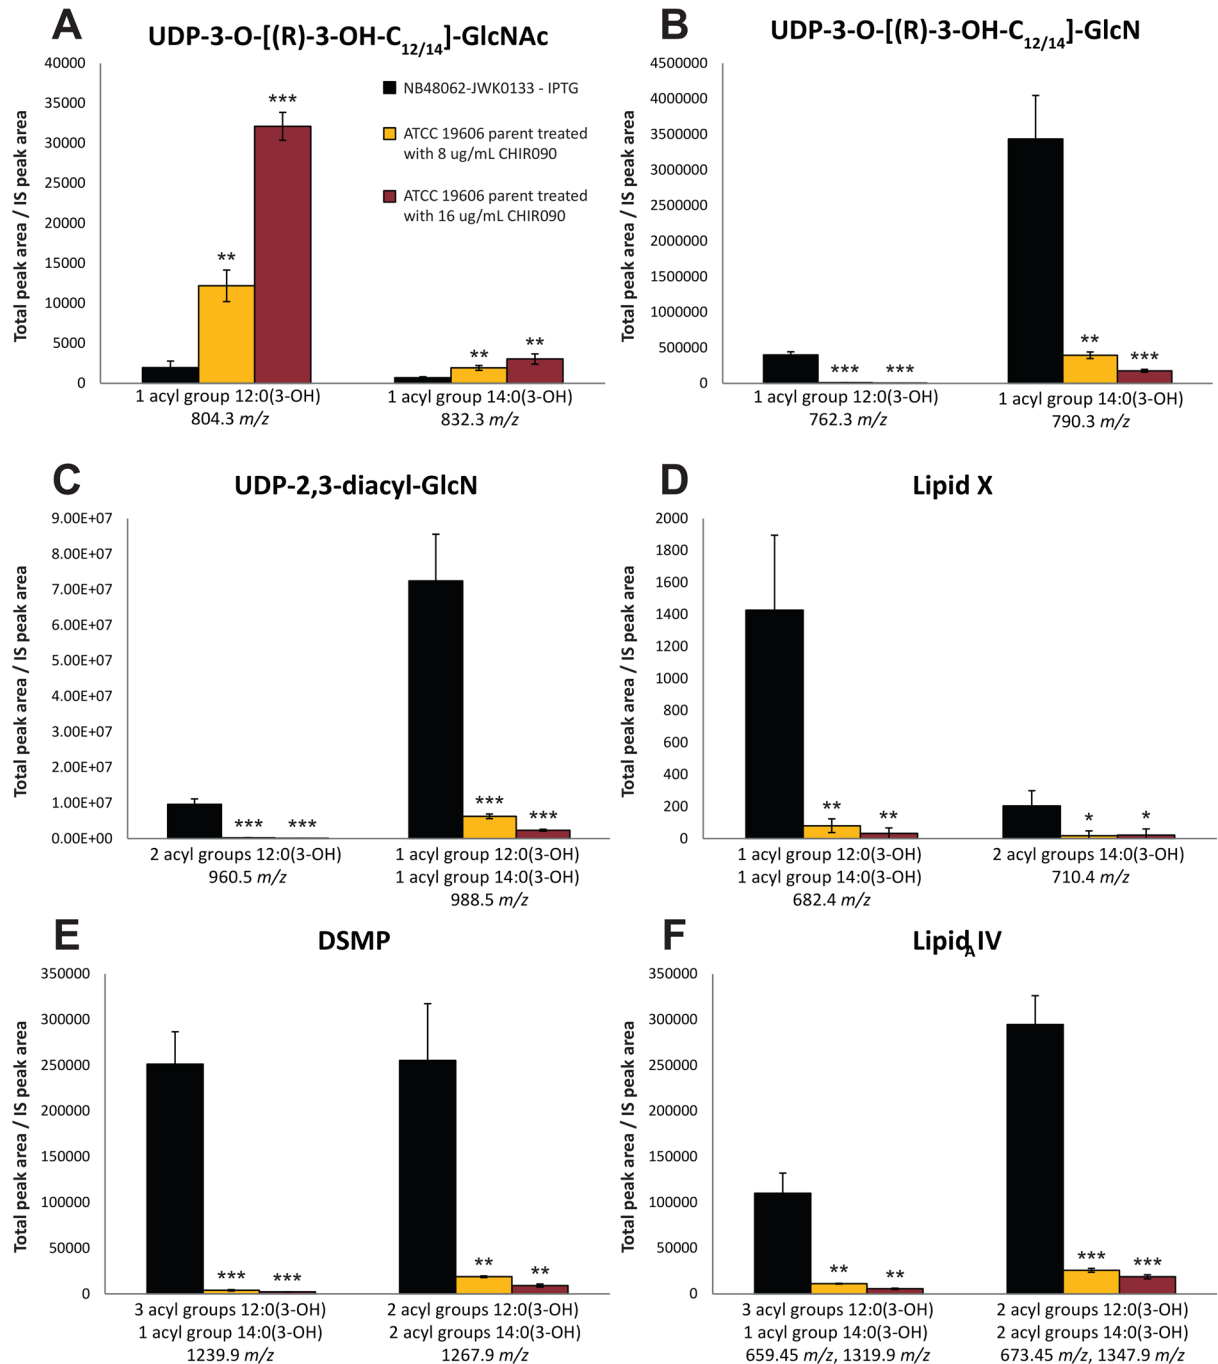 A
UDP-3-O-[(R)-3-OH-C12/14]-GlcNAc
Total peak area / IS peak area
40000
35000
30000
25000
20000
15000
10000
5000
0
NB48062-JWK0133 - IPTG
ATCC 19606 parent treated
with 8 ug/mL CHIR090
ATCC 19606 parent treated
with 16 ug/mL CHIR090
**
***
**
**
1 acyl group 12:0(3-OH)
804.3 m/z
1 acyl group 14:0(3-OH)
832.3 m/z
B
UDP-3-O-[(R)-3-OH-C12/14]-GlcN
Total peak area / IS peak area
4500000
4000000
3500000
3000000
2500000
2000000
1500000
1000000
500000
0
***
***
**
***
1 acyl group 12:0(3-OH)
762.3 m/z
1 acyl group 14:0(3-OH)
790.3 m/z
C
UDP-2,3-diacyl-GlcN
Total peak area / IS peak area
9.00E+07
8.00E+07
7.00E+07
6.00E+07
5.00E+07
4.00E+07
3.00E+07
2.00E+07
1.00E+07
0.00E+00
***
***
***
***
2 acyl groups 12:0(3-OH)
960.5 m/z
1 acyl group 12:0(3-OH)
1 acyl group 14:0(3-OH)
988.5 m/z
D
Lipid X
Total peak area / IS peak area
2000
1800
1600
1400
1200
1000
800
600
400
200
0
**
**
*
*
1 acyl group 12:0(3-OH)
1 acyl group 14:0(3-OH)
682.4 m/z
2 acyl groups 14:0(3-OH)
710.4 m/z
E
DSMP
Total peak area / IS peak area
350000
300000
250000
200000
150000
100000
50000
0
***
***
**
**
3 acyl groups 12:0(3-OH)
1 acyl group 14:0(3-OH)
1239.9 m/z
2 acyl groups 12:0(3-OH)
2 acyl groups 14:0(3-OH)
1267.9 m/z
F
LipidA IV
Total peak area / IS peak area
350000
300000
250000
200000
150000
100000
50000
0
**
**
***
***
3 acyl groups 12:0(3-OH)
1 acyl group 14:0(3-OH)
659.45 m/z, 1319.9 m/z
2 acyl groups 12:0(3-OH)
2 acyl groups 14:0(3-OH)
673.45 m/z, 1347.9 m/z